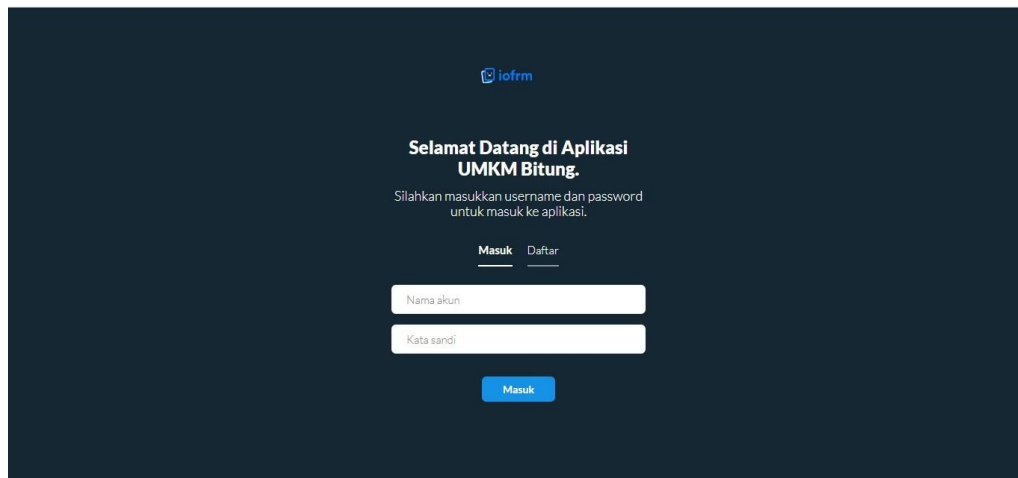 iofrm
Selamat Datang di Aplikasi
UMKM Bitung.
Silahkan masukkan username dan password
untuk masuk ke aplikasi.
Masuk Daftar
Nama akun
Kata sandi
Masuk